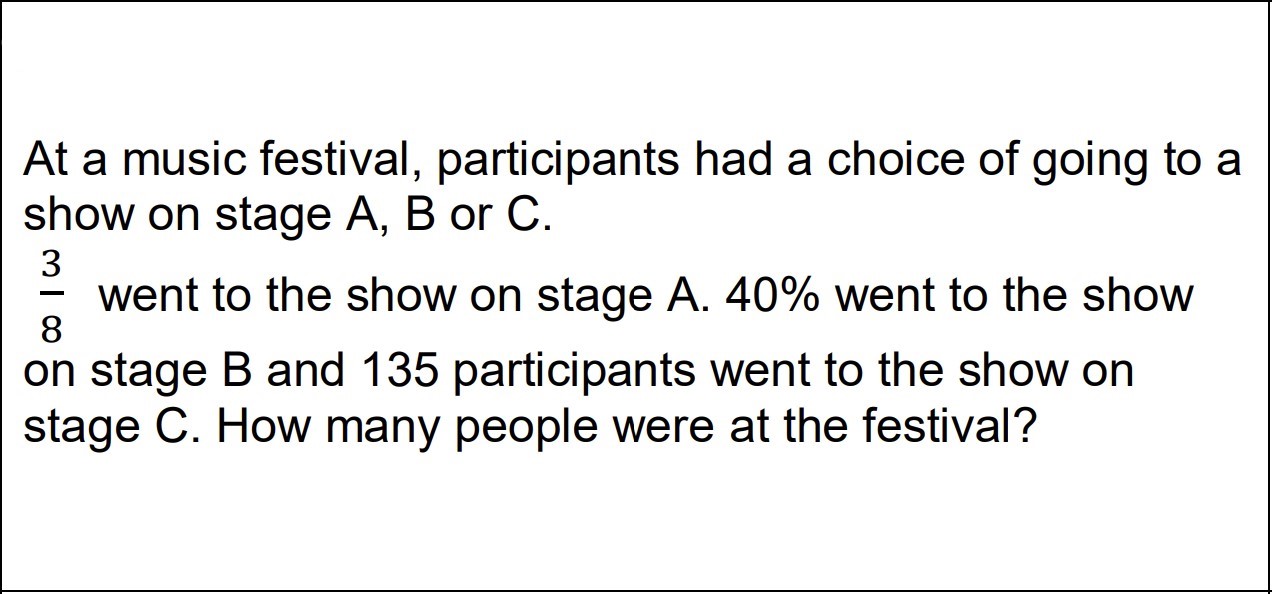 At a music festival, participants had a choice of going to a
show on stage A, B or C.
3/8 went to the show on stage A. 40% went to the show
on stage B and 135 participants went to the show on
stage C. How many people were at the festival?